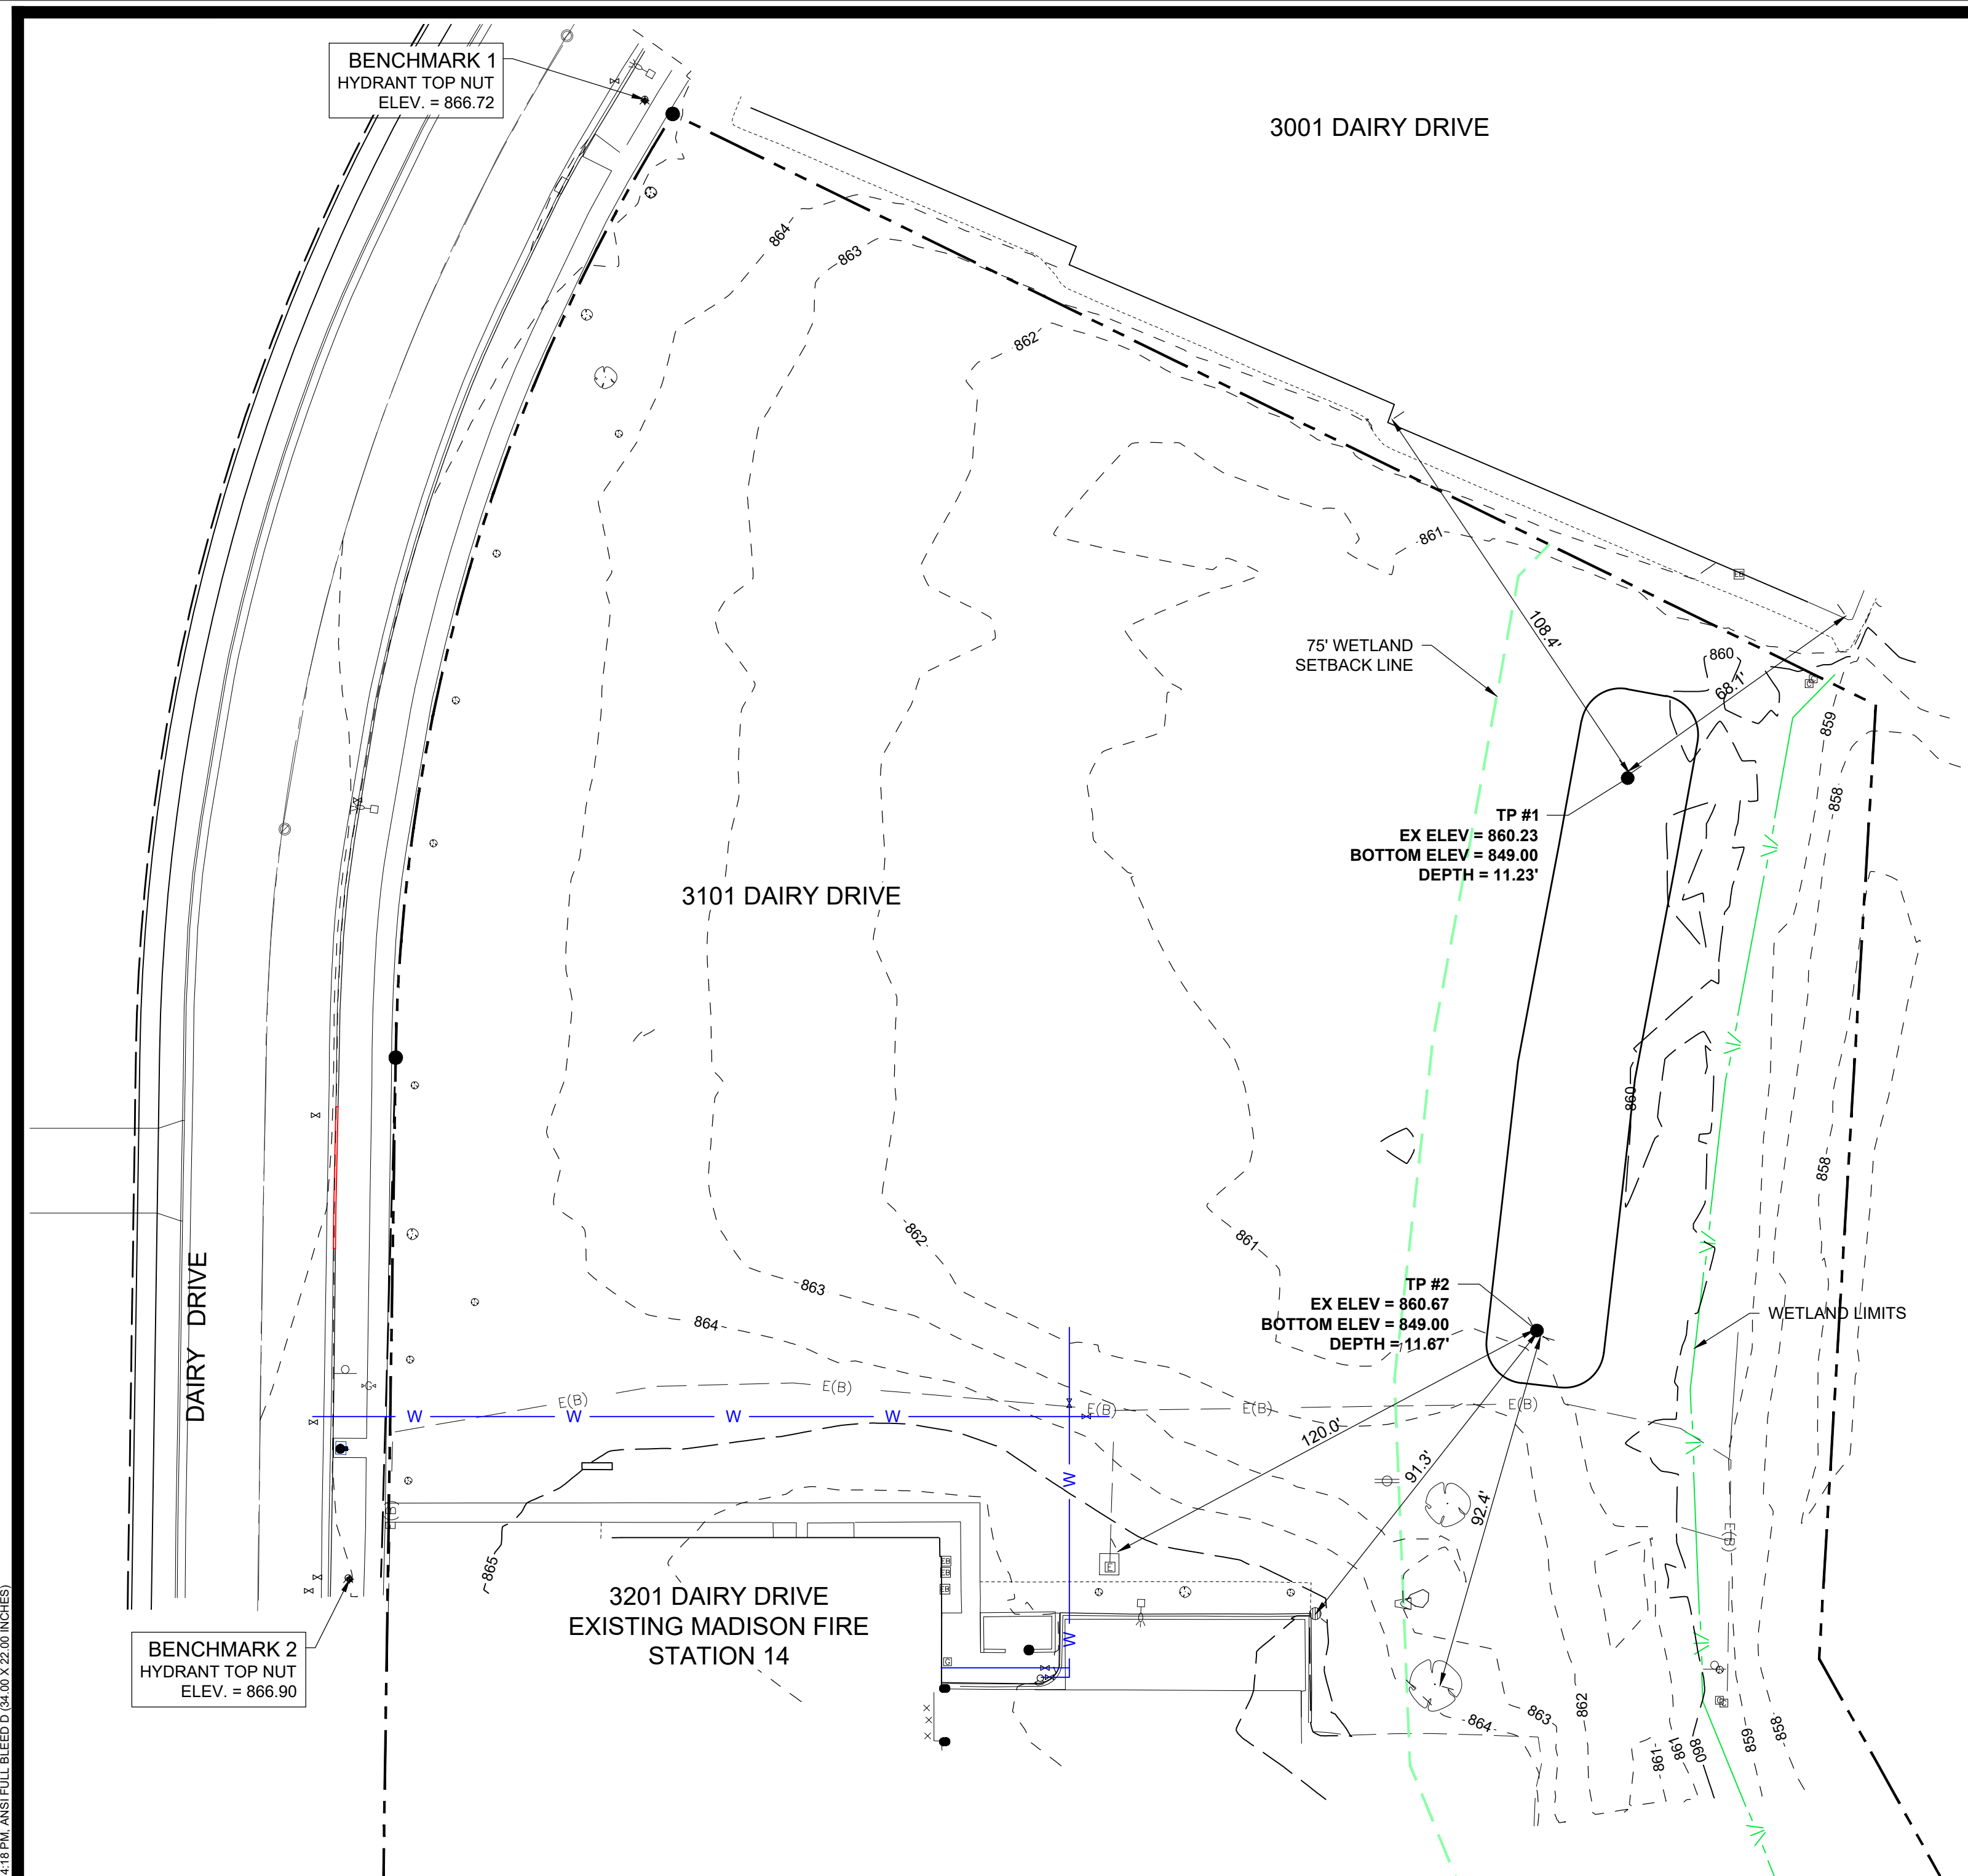 BENCHMARK 1
HYDRANT TOP NUT
ELEV. = 866.72
3001 DAIRY DRIVE
864
863
862
861
75' WETLAND
SETBACK LINE
108.4'
68.1'
860
859
858
EB
G
TP #1
EX ELEV = 860.23
BOTTOM ELEV = 849.00
DEPTH = 11.23'
3101 DAIRY DRIVE
860
858
862
861
863
864
TP #2
EX ELEV = 860.67
BOTTOM ELEV = 849.00
DEPTH = 11.67'
WETLAND LIMITS
DAIRY DRIVE
G
E(B)
E(B)
E(B)
E(B)
E(B)
W
W
W
W
W
W
120.0'
91.3'
92.4'
E(B)
E(B)
865
E
EB
EB
EB
G
3201 DAIRY DRIVE
EXISTING MADISON FIRE
STATION 14
BENCHMARK 2
HYDRANT TOP NUT
ELEV. = 866.90
864
863
862
861
861
860
859
858
4:18 PM, ANSI FULL BLEED D (34.00 X 22.00 INCHES)